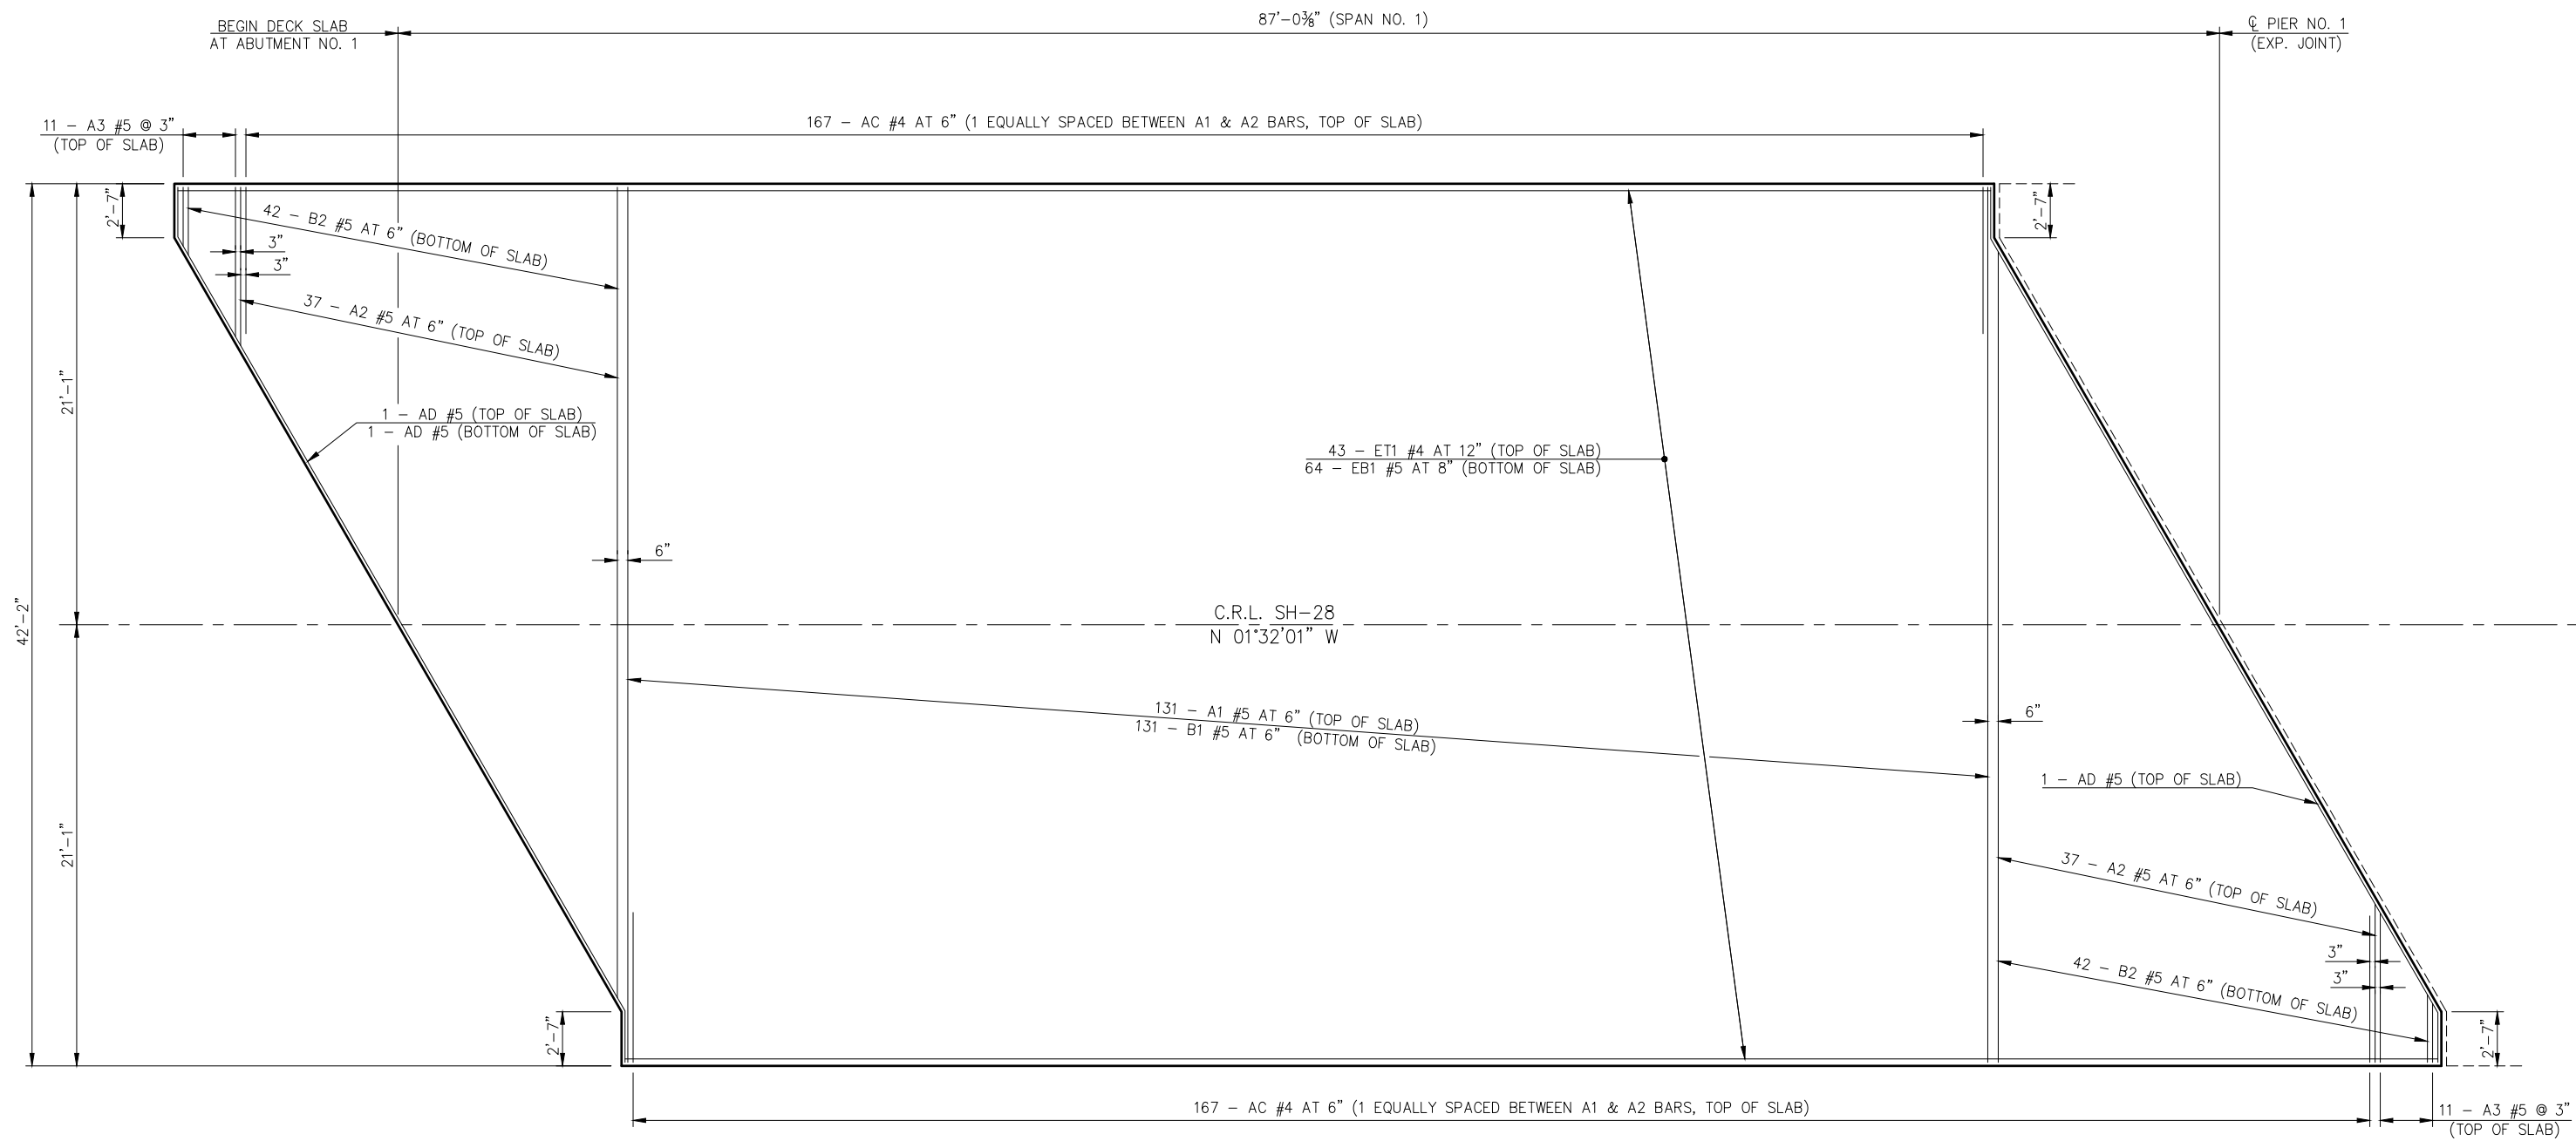 BEGIN DECK SLAB
AT ABUTMENT NO. 1
87'-0⅜" (SPAN NO. 1)
℄ PIER NO. 1
(EXP. JOINT)
11 - A3 #5 @ 3"
(TOP OF SLAB)
167 - AC #4 AT 6" (1 EQUALLY SPACED BETWEEN A1 & A2 BARS, TOP OF SLAB)
2'-7"
2'-7"
42 - B2 #5 AT 6" (BOTTOM OF SLAB)
3"
3"
37 - A2 #5 AT 6" (TOP OF SLAB)
21'-1"
1 - AD #5 (TOP OF SLAB)
1 - AD #5 (BOTTOM OF SLAB)
43 - ET1 #4 AT 12" (TOP OF SLAB)
64 - EB1 #5 AT 8" (BOTTOM OF SLAB)
6"
42'-2"
C.R.L. SH-28
N 01°32'01" W
131 - A1 #5 AT 6" (TOP OF SLAB)
131 - B1 #5 AT 6" (BOTTOM OF SLAB)
6"
1 - AD #5 (TOP OF SLAB)
21'-1"
37 - A2 #5 AT 6" (TOP OF SLAB)
3"
3"
42 - B2 #5 AT 6" (BOTTOM OF SLAB)
2'-7"
2'-7"
167 - AC #4 AT 6" (1 EQUALLY SPACED BETWEEN A1 & A2 BARS, TOP OF SLAB)
11 - A3 #5 @ 3"
(TOP OF SLAB)